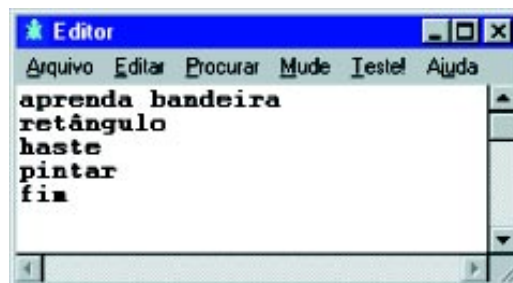 Editor
Arquivo Editar Procurar Mude Teste! Ajuda
aprenda bandeira
retângulo
haste
pintar
fim